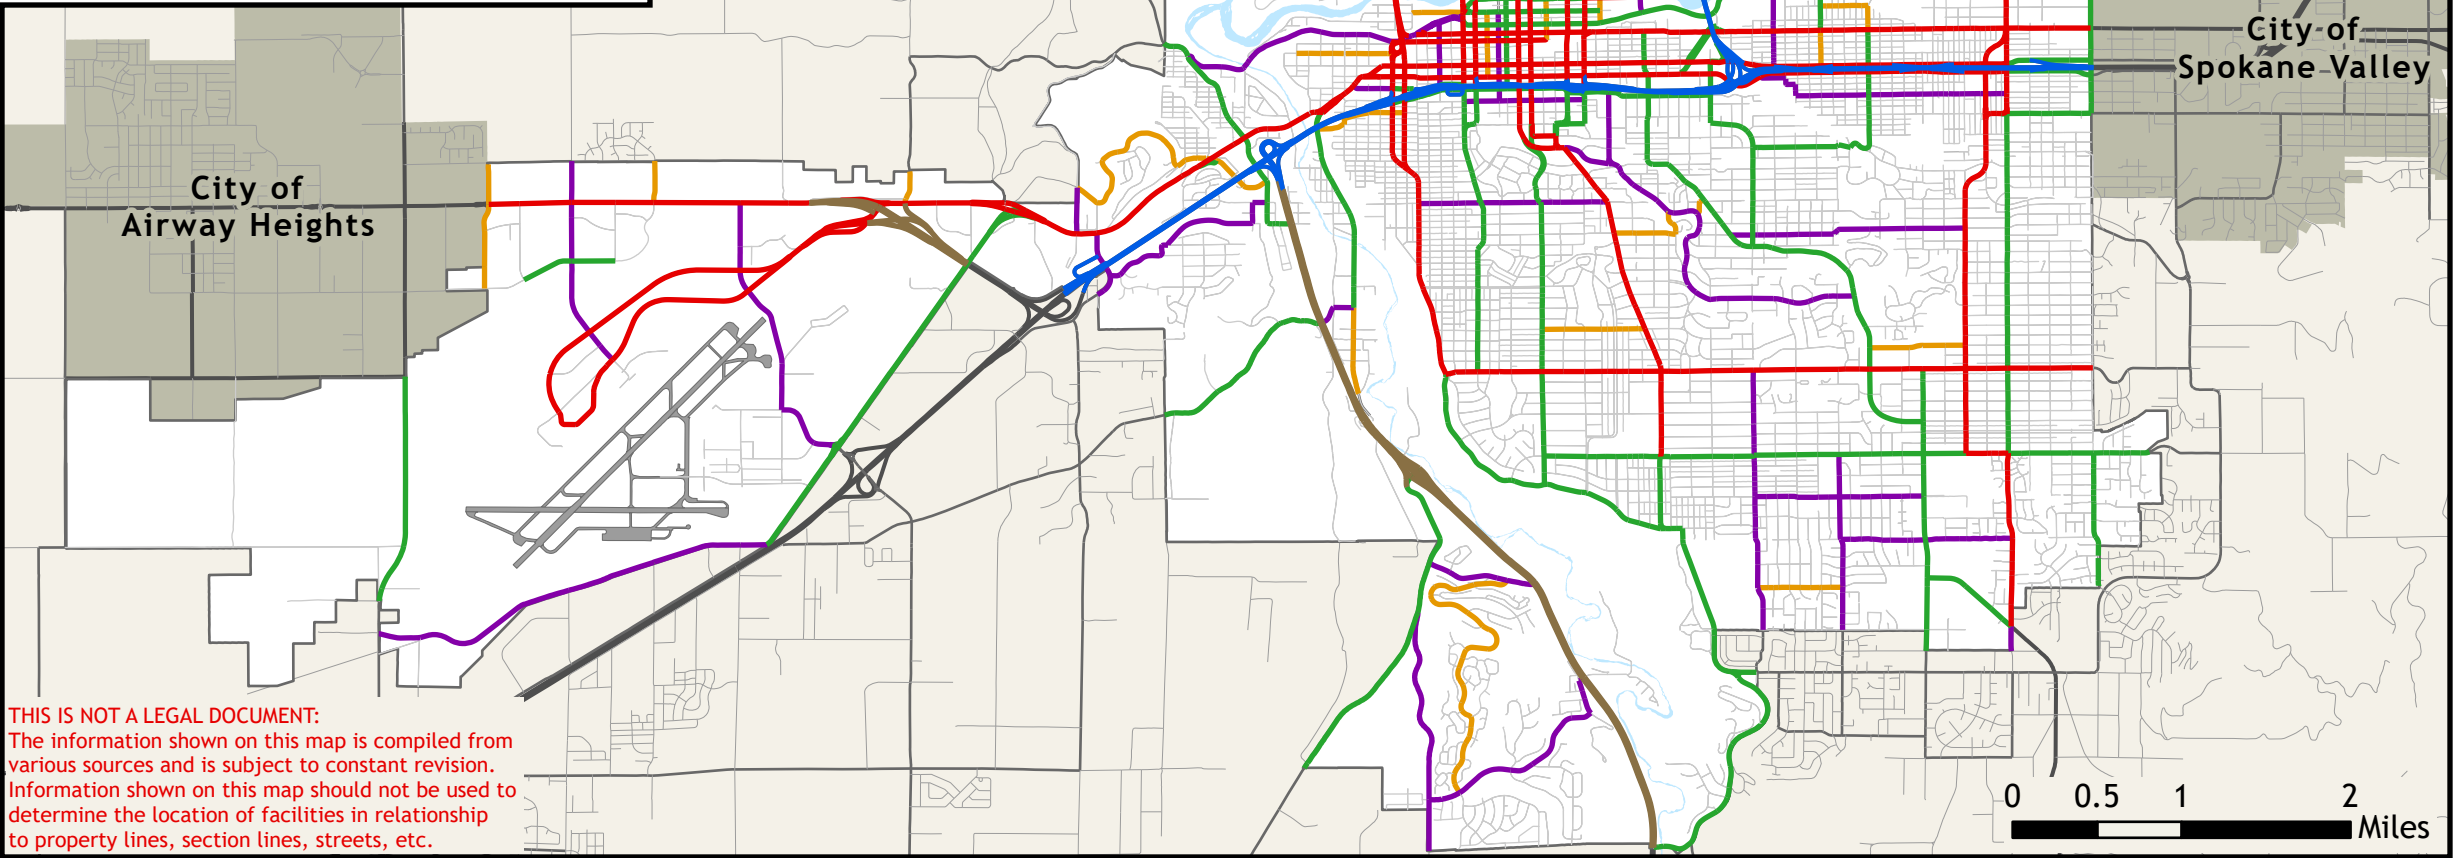 City of
Spokane Valley
City of
Airway Heights
THIS IS NOT A LEGAL DOCUMENT:
The information shown on this map is compiled from
various sources and is subject to constant revision.
Information shown on this map should not be used to
determine the location of facilities in relationship
to property lines, section lines, streets, etc.
0 0.5 1 2
Miles